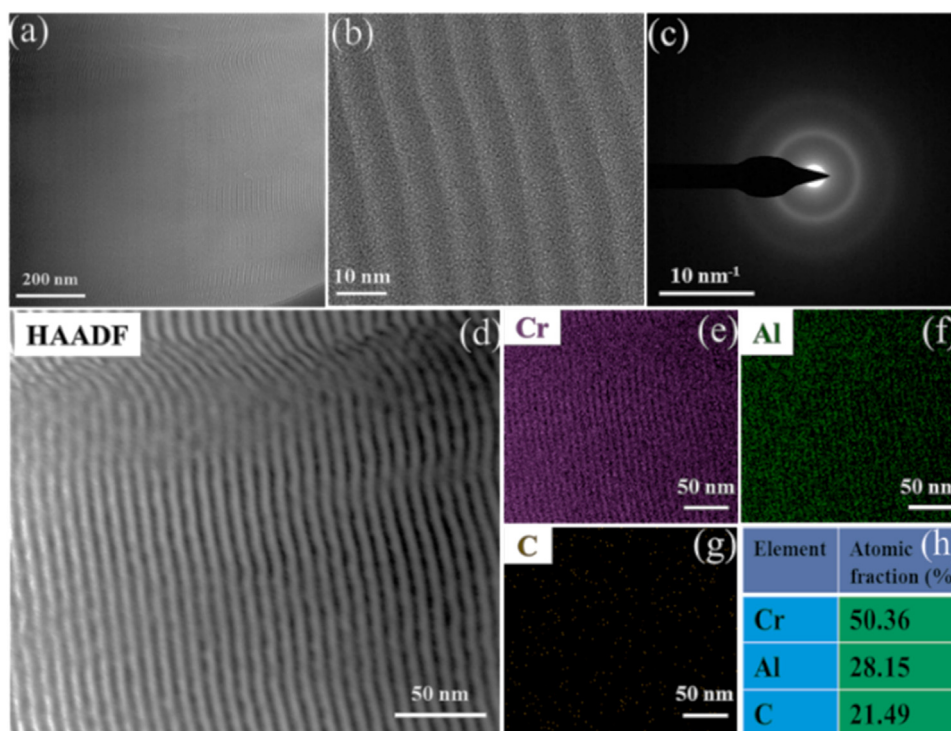 (a)
200 nm
(b)
10 nm
(c)
10 nm⁻¹
HAADF
(d)
50 nm
Cr
(e)
50 nm
Al
(f)
50 nm
C
(g)
50 nm
(h)
Element Atomic fraction (%
Cr 50.36
Al 28.15
C 21.49